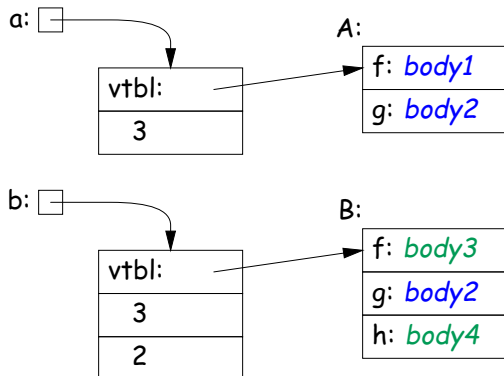 a:
A:
vtbl:
f: body1
3
g: body2
b:
B:
vtbl:
f: body3
3
g: body2
2
h: body4